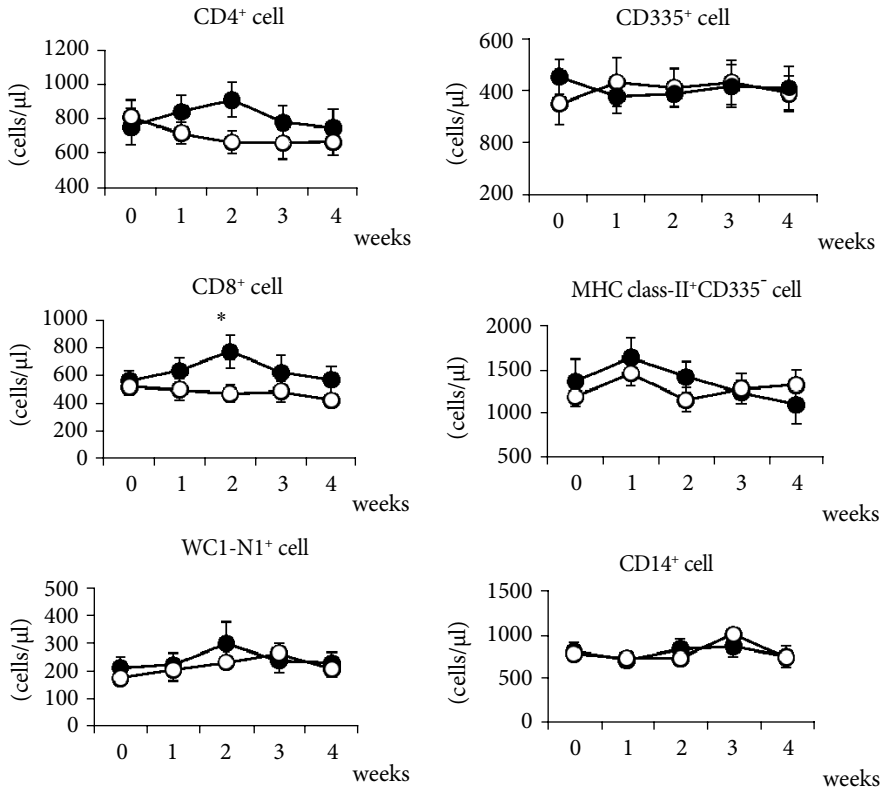 CD4⁺ cell
(cells/µl)
1200
1000
800
600
400
0 1 2 3 4
weeks
CD335⁺ cell
(cells/µl)
600
400
800
200
0 1 2 3 4
weeks
CD8⁺ cell
(cells/µl)
1000
800
600
400
200
0
*
0 1 2 3 4
weeks
MHC class-II⁺CD335⁻ cell
(cells/µl)
2000
1500
1000
500
0 1 2 3 4
weeks
WC1-N1⁺ cell
(cells/µl)
500
400
300
200
100
0
0 1 2 3 4
weeks
CD14⁺ cell
(cells/µl)
1500
1000
500
0
0 1 2 3 4
weeks